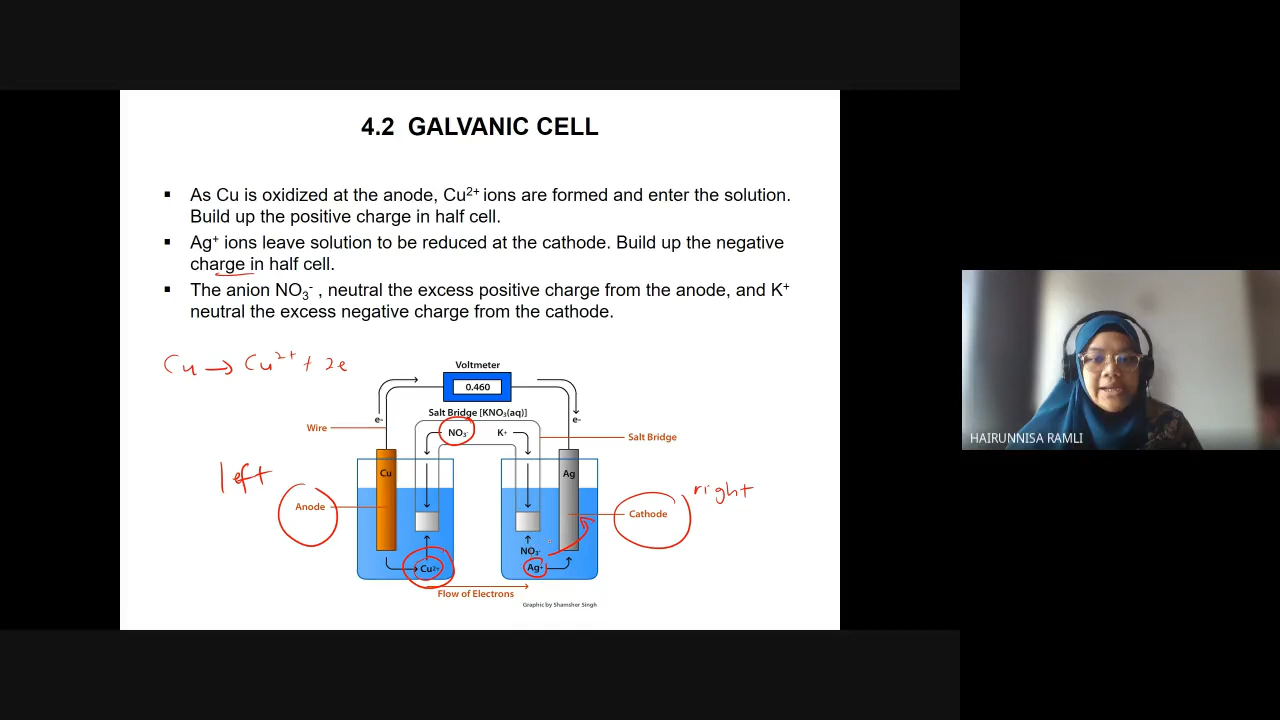 4.2 GALVANIC CELL
▪ As Cu is oxidized at the anode, Cu²⁺ ions are formed and enter the solution.
Build up the positive charge in half cell.
▪ Ag⁺ ions leave solution to be reduced at the cathode. Build up the negative
charge in half cell.
▪ The anion NO₃⁻ , neutral the excess positive charge from the anode, and K⁺
neutral the excess negative charge from the cathode.
Cu → Cu²⁺ + 2e
Voltmeter
0.460
e-
e-
Salt Bridge [KNO₃(aq)]
Wire
NO₃⁻
K⁺
Salt Bridge
Cu
Ag
left
right
Anode
Cathode
NO₃⁻
Cu²⁺
Ag⁺
Flow of Electrons
Graphic by Shamsher Singh
HAIRUNNISA RAMLI